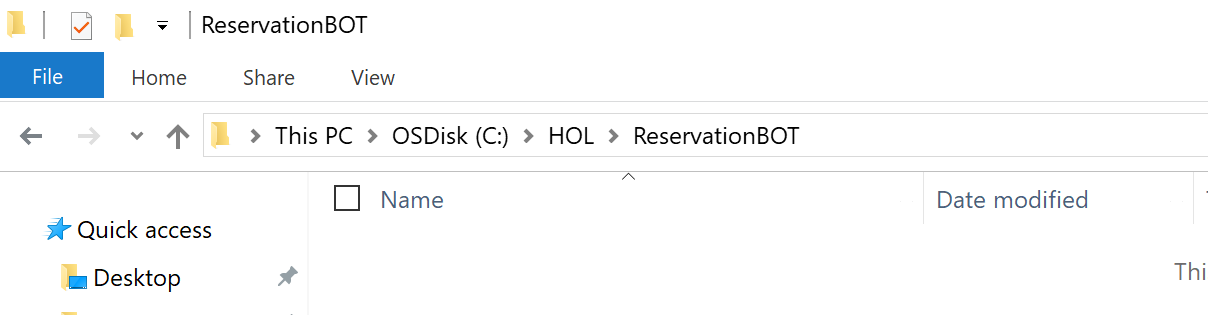 ReservationBOT
File Home Share View
This PC OSDisk (C:) HOL ReservationBOT
Name Date modified
Quick access
Desktop